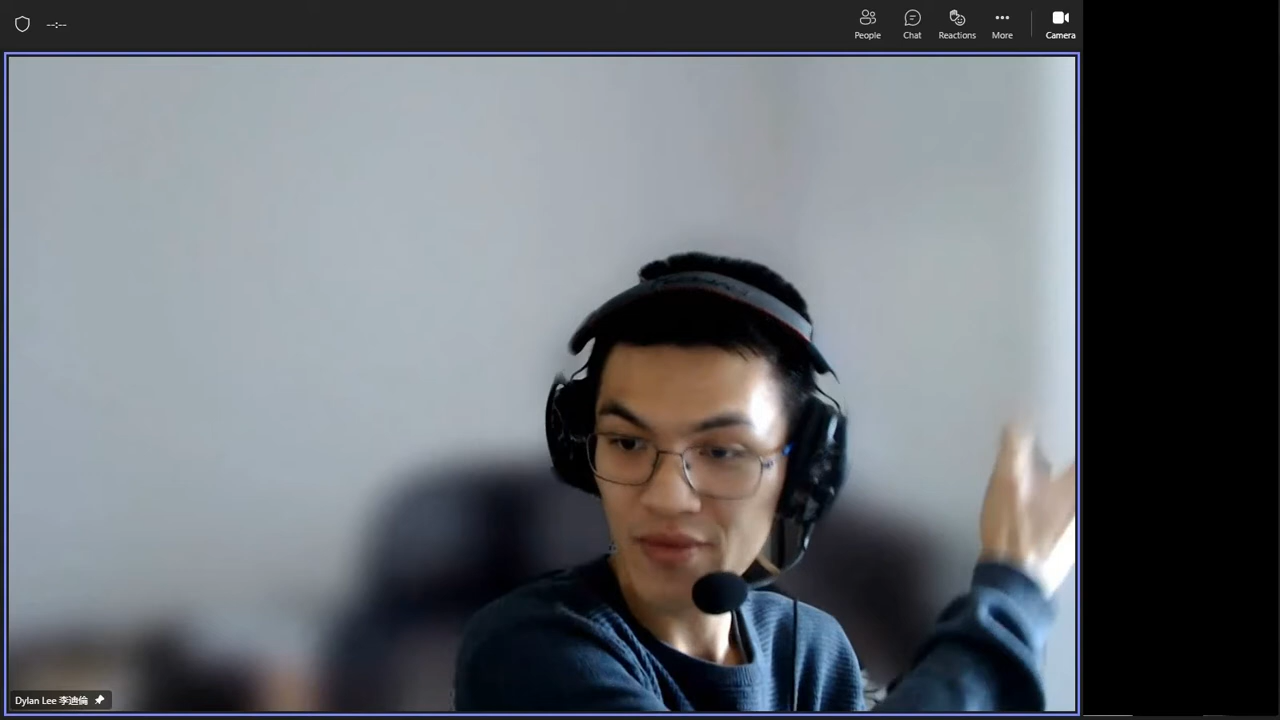 --:--
People
Chat
Reactions
More
Camera
Dylan Lee 李迪倫